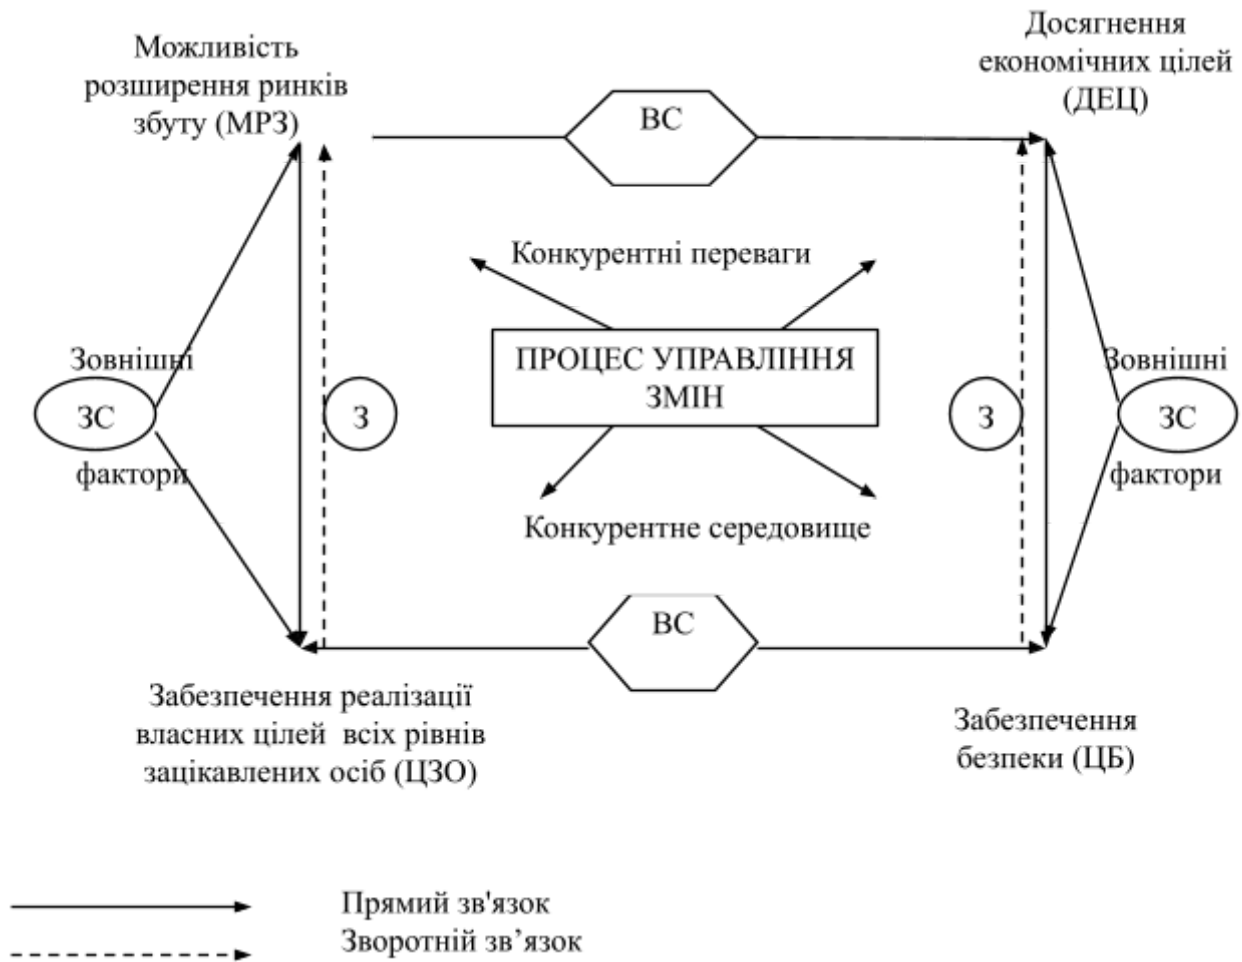 Можливість
розширення ринків
збуту (МРЗ)
Досягнення
економічних цілей
(ДЕЦ)
ВС
Конкурентні переваги
ПРОЦЕС УПРАВЛІННЯ
ЗМІН
Зовнішні
ЗС
фактори
З
З
Зовнішні
ЗС
фактори
Конкурентне середовище
ВС
Забезпечення реалізації
власних цілей всіх рівнів
зацікавлених осіб (ЦЗО)
Забезпечення
безпеки (ЦБ)
Прямий зв'язок
Зворотній зв’язок